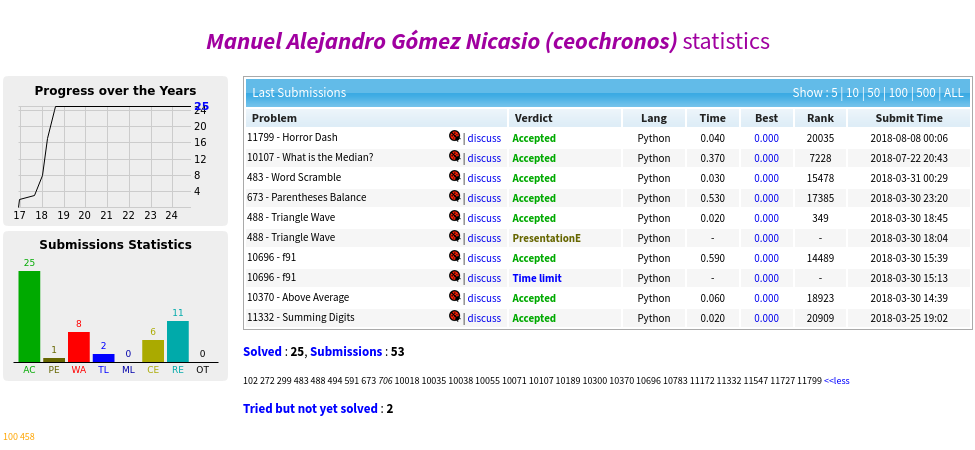 Manuel Alejandro Gómez Nicasio (ceochronos) statistics
Progress over the Years
25
24
20
16
12
8
4
17 18 19 20 21 22 23 24
Submissions Statistics
25 1 8 2 0 6 11 0
AC PE WA TL ML CE RE OT
100 458
Last Submissions Show : 5 | 10 | 50 | 100 | 500 | ALL
Problem Verdict Lang Time Best Rank Submit Time
11799 - Horror Dash | discuss Accepted Python 0.040 0.000 20035 2018-08-08 00:06
10107 - What is the Median? | discuss Accepted Python 0.370 0.000 7228 2018-07-22 20:43
483 - Word Scramble | discuss Accepted Python 0.030 0.000 15478 2018-03-31 00:29
673 - Parentheses Balance | discuss Accepted Python 0.530 0.000 17385 2018-03-30 23:20
488 - Triangle Wave | discuss Accepted Python 0.020 0.000 349 2018-03-30 18:45
488 - Triangle Wave | discuss PresentationE Python - 0.000 - 2018-03-30 18:04
10696 - f91 | discuss Accepted Python 0.590 0.000 14489 2018-03-30 15:39
10696 - f91 | discuss Time limit Python - 0.000 - 2018-03-30 15:13
10370 - Above Average | discuss Accepted Python 0.060 0.000 18923 2018-03-30 14:39
11332 - Summing Digits | discuss Accepted Python 0.020 0.000 20909 2018-03-25 19:02
Solved : 25, Submissions : 53
102 272 299 483 488 494 591 673 706 10018 10035 10038 10055 10071 10107 10189 10300 10370 10696 10783 11172 11332 11547 11727 11799 <<less
Tried but not yet solved : 2